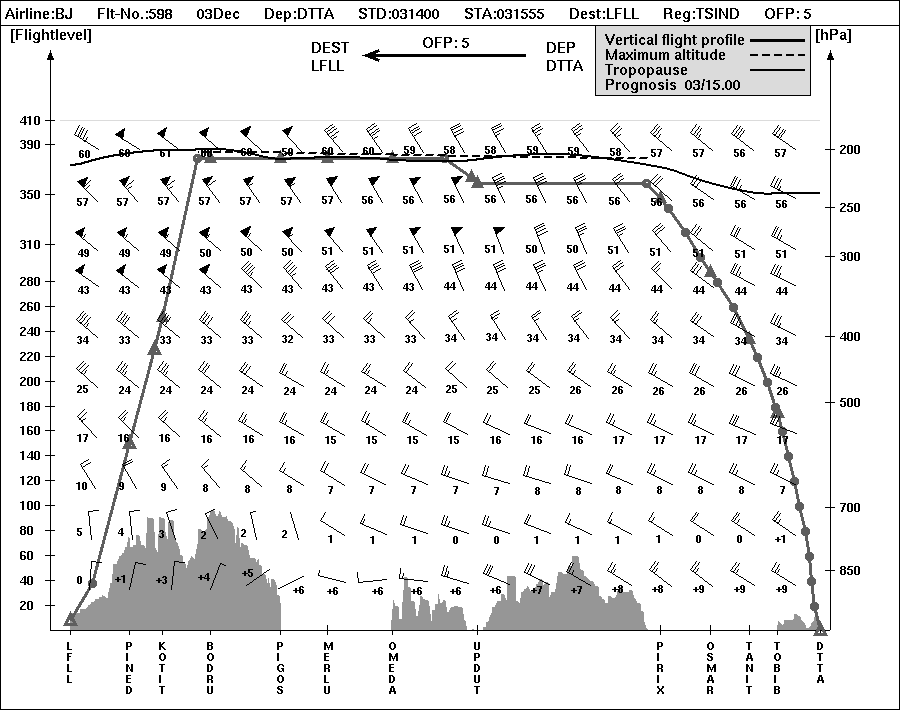 Airline:BJ Flt-No.:598 03Dec Dep:DTTA STD:031400 STA:031555 Dest:LFLL Reg:TSIND OFP: 5
[Flightlevel] [hPa]
DEST OFP: 5 DEP
LFLL DTTA
Vertical flight profile
Maximum altitude
Tropopause
Prognosis 03/15.00
410
60 60 61 60 60 50 60 60 59 58 59 59 58 57 57 56 57
390 200
350
57 57 57 57 57 57 57 56 56 56 56 56 56 56 56 56 56
250
310 300
49 49 49 50 50 50 51 51 51 51 50 50 51 51 51 51 51
280
43 43 43 43 43 43 43 43 43 44 44 44 44 44 44 44 44
260
240 400
34 33 33 33 33 32 33 33 33 34 34 34 34 34 34 34 34
220
200
25 24 24 24 24 24 24 24 24 25 25 25 26 26 26 26 26
180 500
160
17 16 16 16 16 16 15 15 15 15 16 16 16 17 17 17 17
140
120
10 9 9 8 8 8 7 7 7 7 7 8 8 8 8 8 7
100 700
80
5 4 3 2 2 2 1 1 1 0 0 1 1 1 0 0 +1
60 850
40
0 +1 +3 +4 +5 +6 +6 +6 +6 +6 +6 +7 +7 +8 +8 +9 +9 +9
20
LFLL
PINED
KOTIT
BODRU
PIGOS
MERLU
OMEDA
UPDUT
PIRIX
OSMAR
TANIT
TOBIB
DTTA